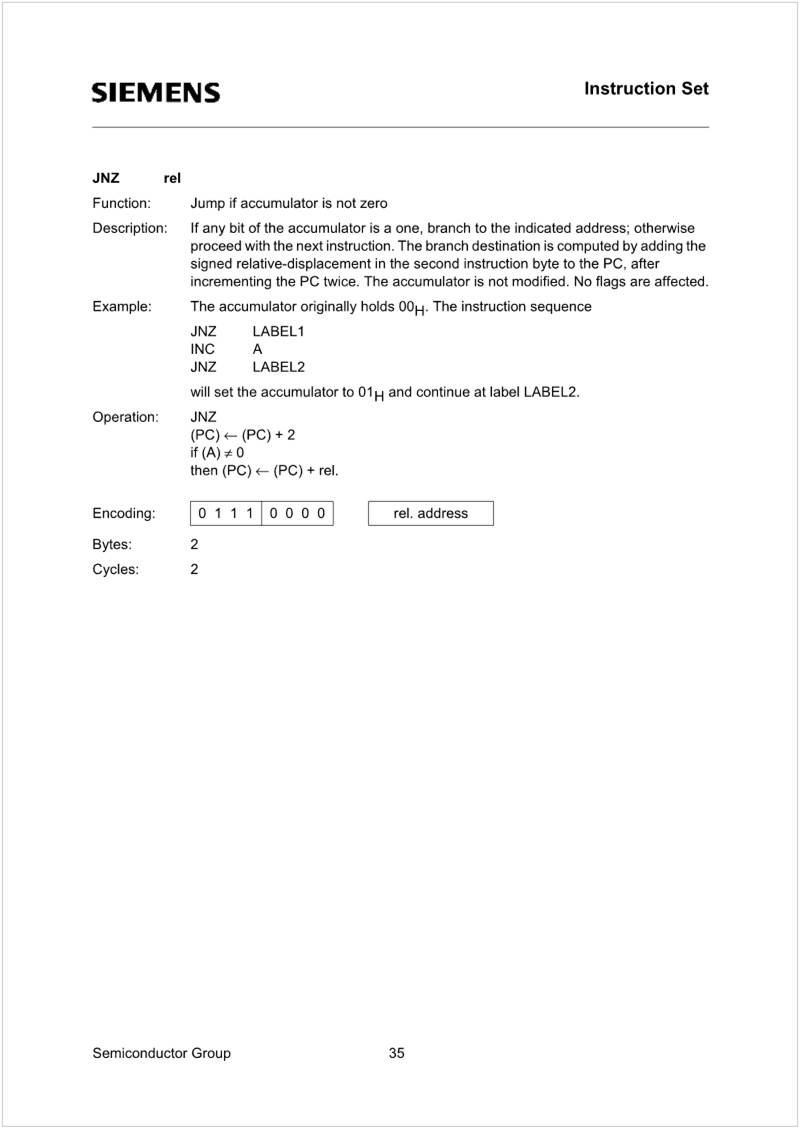 SIEMENS
Instruction Set
JNZ rel
Function: Jump if accumulator is not zero
Description: If any bit of the accumulator is a one, branch to the indicated address; otherwise
proceed with the next instruction. The branch destination is computed by adding the
signed relative-displacement in the second instruction byte to the PC, after
incrementing the PC twice. The accumulator is not modified. No flags are affected.
Example: The accumulator originally holds 00H. The instruction sequence
JNZ LABEL1
INC A
JNZ LABEL2
will set the accumulator to 01H and continue at label LABEL2.
Operation: JNZ
(PC) ← (PC) + 2
if (A) ≠ 0
then (PC) ← (PC) + rel.
Encoding: 0 1 1 1 0 0 0 0 rel. address
Bytes: 2
Cycles: 2
Semiconductor Group 35